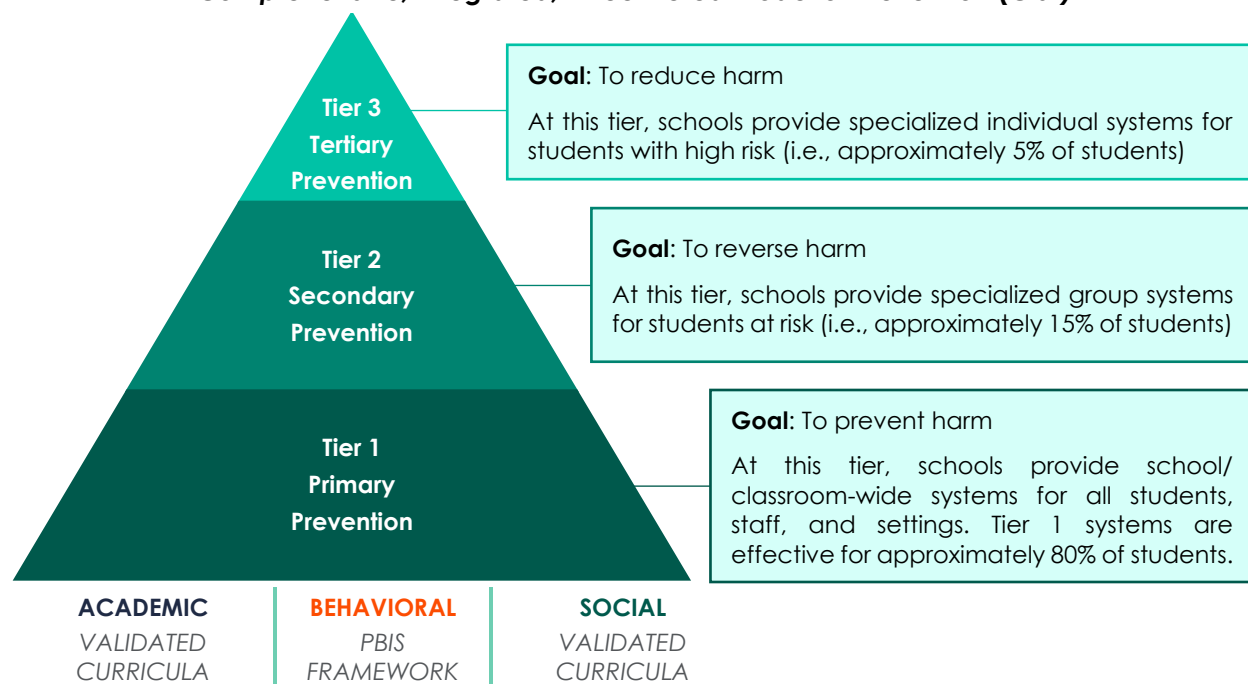 Tier 3
Tertiary
Prevention
Goal: To reduce harm
At this tier, schools provide specialized individual systems for
students with high risk (i.e., approximately 5% of students)
Tier 2
Secondary
Prevention
Goal: To reverse harm
At this tier, schools provide specialized group systems
for students at risk (i.e., approximately 15% of students)
Tier 1
Primary
Prevention
Goal: To prevent harm
At this tier, schools provide school/
classroom-wide systems for all students,
staff, and settings. Tier 1 systems are
effective for approximately 80% of students.
ACADEMIC
VALIDATED
CURRICULA
BEHAVIORAL
PBIS
FRAMEWORK
SOCIAL
VALIDATED
CURRICULA